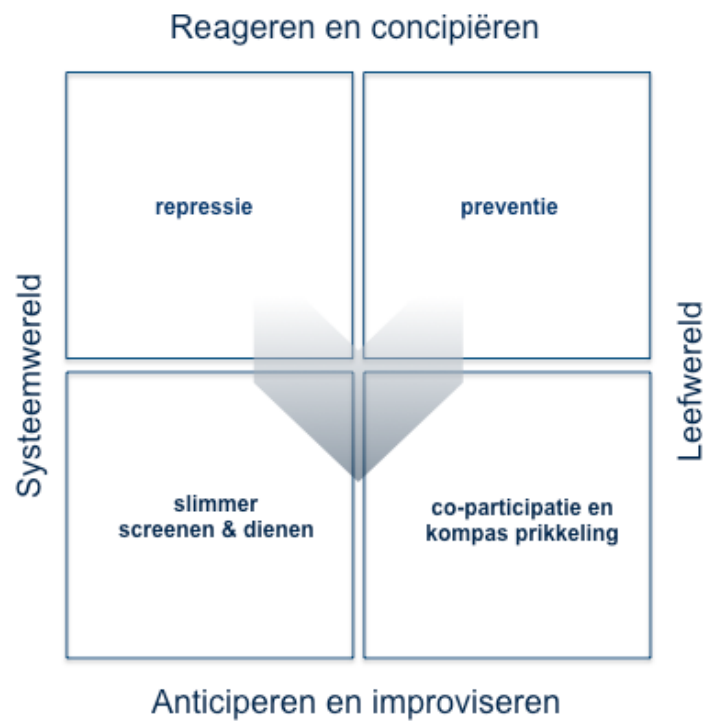 Reageren en concipiëren
repressie
preventie
Systeemwereld
Leefwereld
slimmer
screenen & dienen
co-participatie en
kompas prikkeling
Anticiperen en improviseren